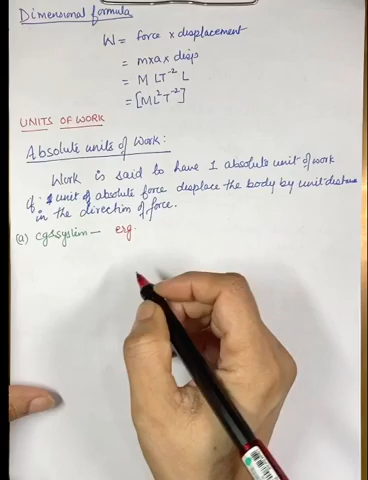 Dimensional formula
W = force x displacement
= m x a x disp
= M LT⁻² L
= [ML²T⁻²]
UNITS OF WORK
Absolute units of Work:
Work is said to have 1 absolute unit of work
if unit of absolute force displace the body by unit distance
in the direction of force.
(a) cgs system - erg.